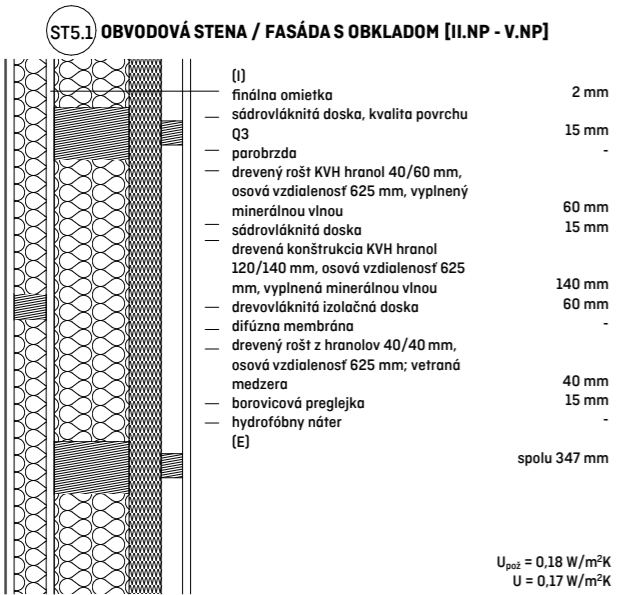 ST5.1 OBVODOVÁ STENA / FASÁDA S OBKLADOM [II.NP - V.NP]
(I)
finálna omietka 2 mm
— sádrovláknitá doska, kvalita povrchu
Q3 15 mm
— parobrzda -
— drevený rošt KVH hranol 40/60 mm,
osová vzdialenosť 625 mm, vyplnený
minerálnou vlnou 60 mm
— sádrovláknitá doska 15 mm
— drevená konštrukcia KVH hranol
120/140 mm, osová vzdialenosť 625
mm, vyplnená minerálnou vlnou 140 mm
— drevovláknitá izolačná doska 60 mm
— difúzna membrána -
— drevený rošt z hranolov 40/40 mm,
osová vzdialenosť 625 mm; vetraná
medzera 40 mm
— borovicová preglejka 15 mm
— hydrofóbny náter -
(E)
spolu 347 mm
Upož = 0,18 W/m²K
U = 0,17 W/m²K